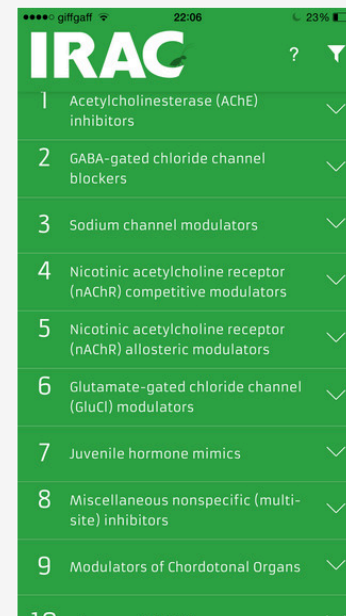 giffgaff 22:06 23%
IRAC ?
1 Acetylcholinesterase (AChE)
inhibitors
2 GABA-gated chloride channel
blockers
3 Sodium channel modulators
4 Nicotinic acetylcholine receptor
(nAChR) competitive modulators
5 Nicotinic acetylcholine receptor
(nAChR) allosteric modulators
6 Glutamate-gated chloride channel
(GluCl) modulators
7 Juvenile hormone mimics
8 Miscellaneous nonspecific (multi-
site) inhibitors
9 Modulators of Chordotonal Organs
10